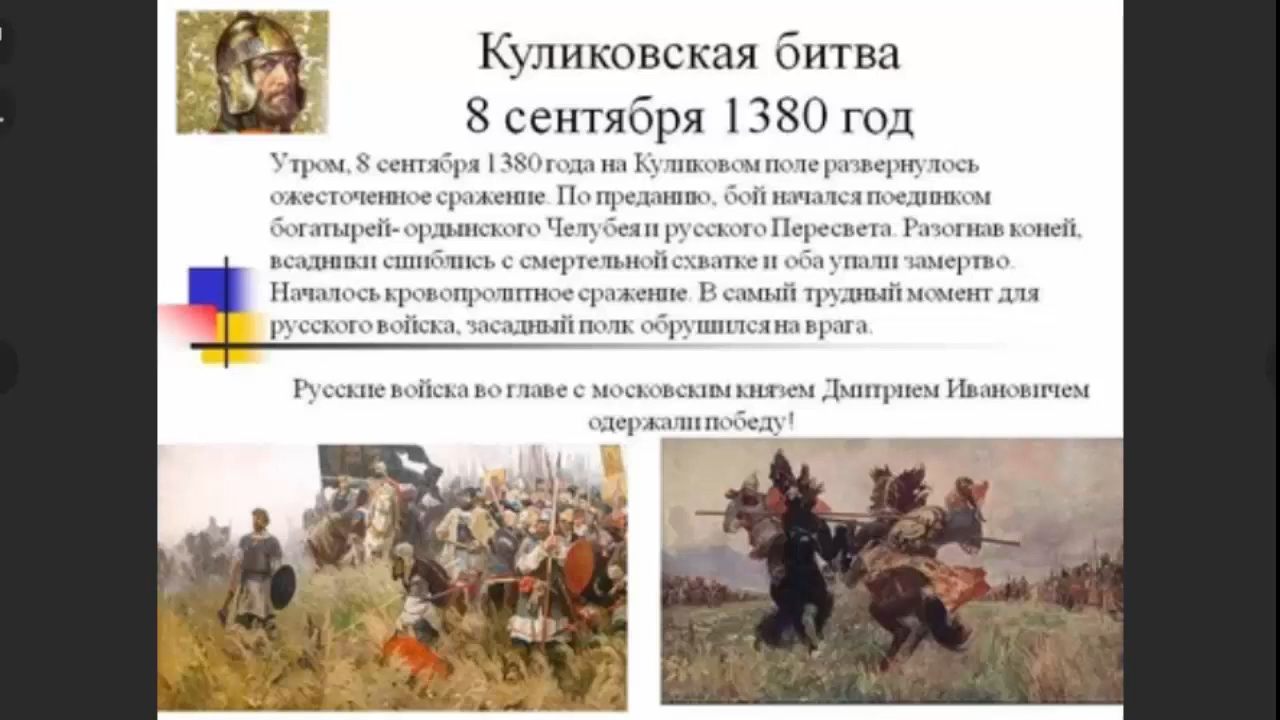 Куликовская битва
8 сентября 1380 год
Утром, 8 сентября 1380 года на Куликовом поле развернулось
ожесточенное сражение. По преданию, бой начался поединком
богатырей- ордынского Челубея и русского Пересвета. Разогнав коней,
всадники сшиблись с смертельной схватке и оба упали замертво.
Началось кровопролитное сражение. В самый трудный момент для
русского войска, засадный полк обрушился на врага.
Русские войска во главе с московским князем Дмитрием Ивановичем
одержали победу!